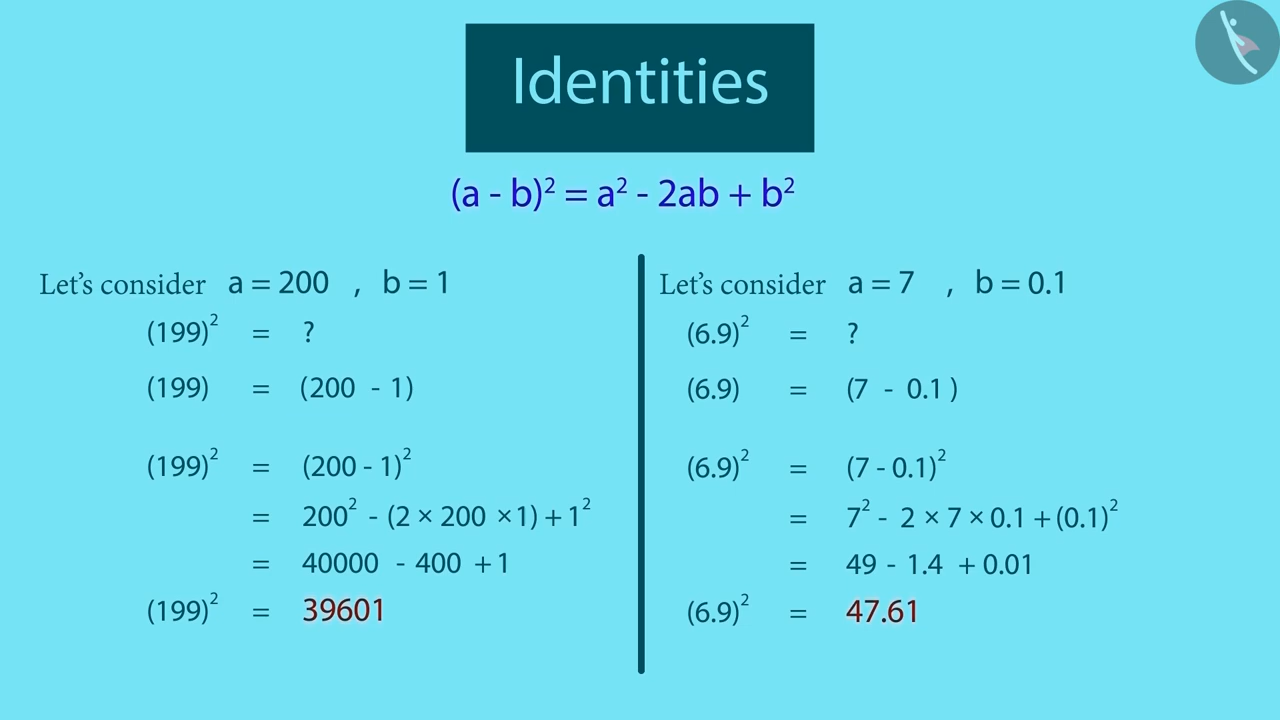 Identities
(a - b)² = a² - 2ab + b²
Let's consider a = 200 , b = 1
(199)² = ?
(199) = (200 - 1)
(199)² = (200 - 1)²
= 200² - (2 × 200 × 1) + 1²
= 40000 - 400 + 1
(199)² = 39601
Let's consider a = 7 , b = 0.1
(6.9)² = ?
(6.9) = (7 - 0.1 )
(6.9)² = (7 - 0.1)²
= 7² - 2 × 7 × 0.1 + (0.1)²
= 49 - 1.4 + 0.01
(6.9)² = 47.61